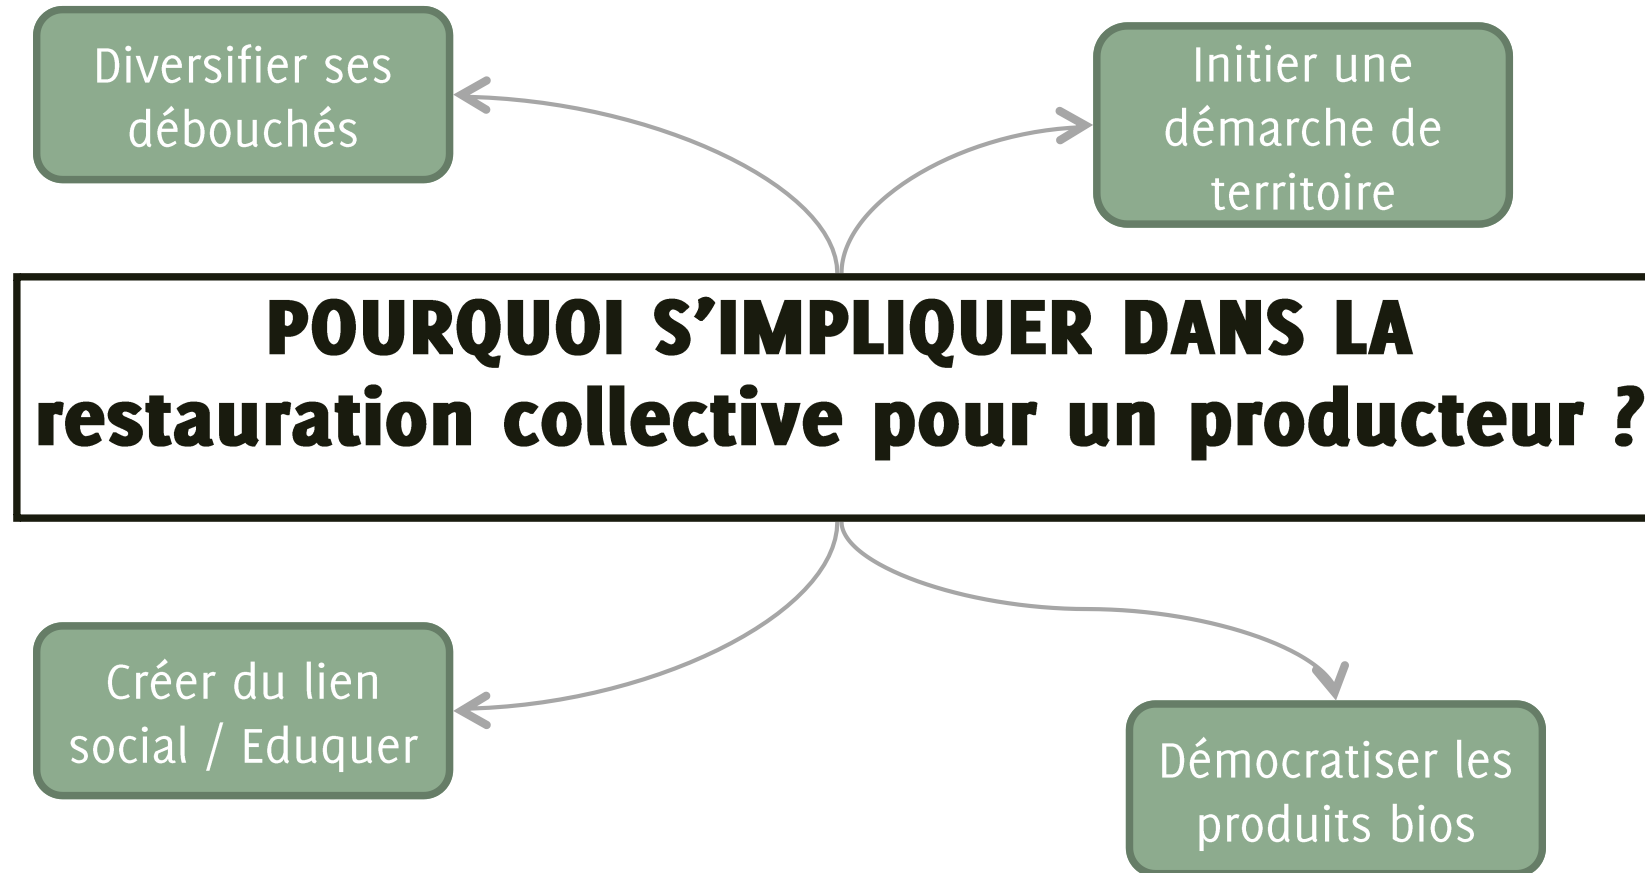 Diversifier ses
débouchés
Initier une
démarche de
territoire
POURQUOI S’IMPLIQUER DANS LA
restauration collective pour un producteur ?
Créer du lien
social / Eduquer
Démocratiser les
produits bios